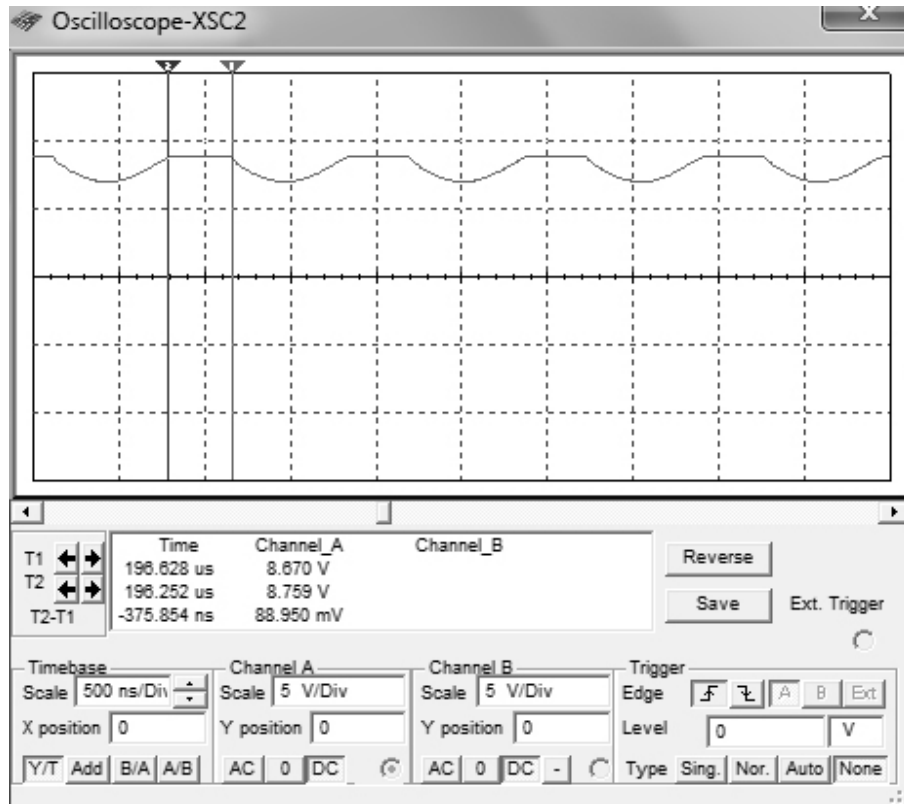 Oscilloscope-XSC2
x
2 1
Time Channel_A Channel_B
T1 196.628 us 8.670 V
T2 196.252 us 8.759 V
T2-T1 -375.854 ns 88.950 mV
Reverse
Save
Ext. Trigger
Timebase Channel A Channel B Trigger
Scale 500 ns/Div Scale 5 V/Div Scale 5 V/Div Edge A B Ext
X position 0 Y position 0 Y position 0 Level 0 V
Y/T Add B/A A/B AC 0 DC AC 0 DC - Type Sing. Nor. Auto None